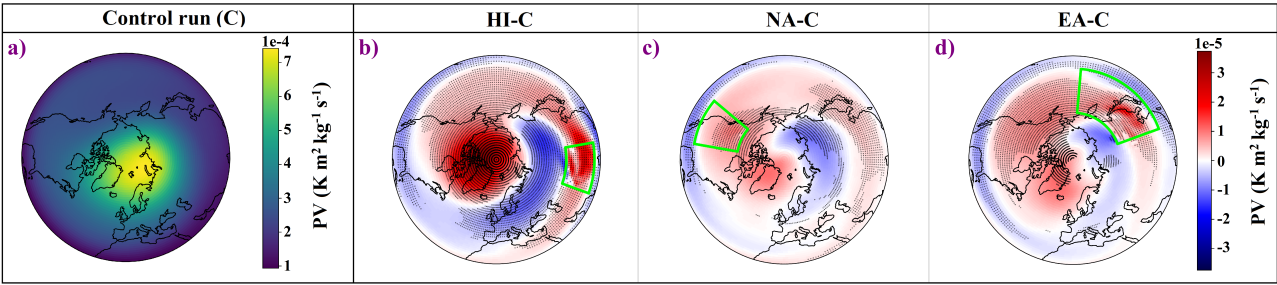 Control run (C)
HI-C
NA-C
EA-C
a)
1e-4
7
6
5
4
3
2
1
PV (K m² kg⁻¹ s⁻¹)
b)
c)
d)
1e-5
3
2
1
0
-1
-2
-3
PV (K m² kg⁻¹ s⁻¹)